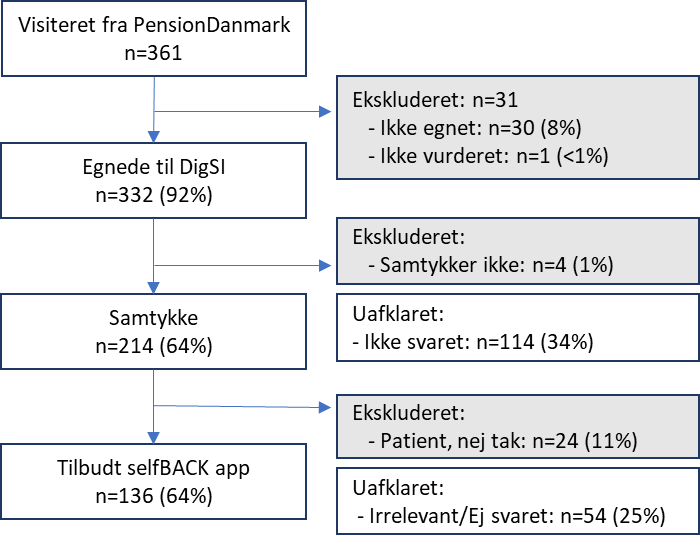 Visiteret fra PensionDanmark
n=361
Ekskluderet: n=31
- Ikke egnet: n=30 (8%)
- Ikke vurderet: n=1 (<1%)
Egnede til DigSI
n=332 (92%)
Ekskluderet:
- Samtykker ikke: n=4 (1%)
Samtykke
n=214 (64%)
Uafklaret:
- Ikke svaret: n=114 (34%)
Ekskluderet:
- Patient, nej tak: n=24 (11%)
Tilbudt selfBACK app
n=136 (64%)
Uafklaret:
- Irrelevant/Ej svaret: n=54 (25%)